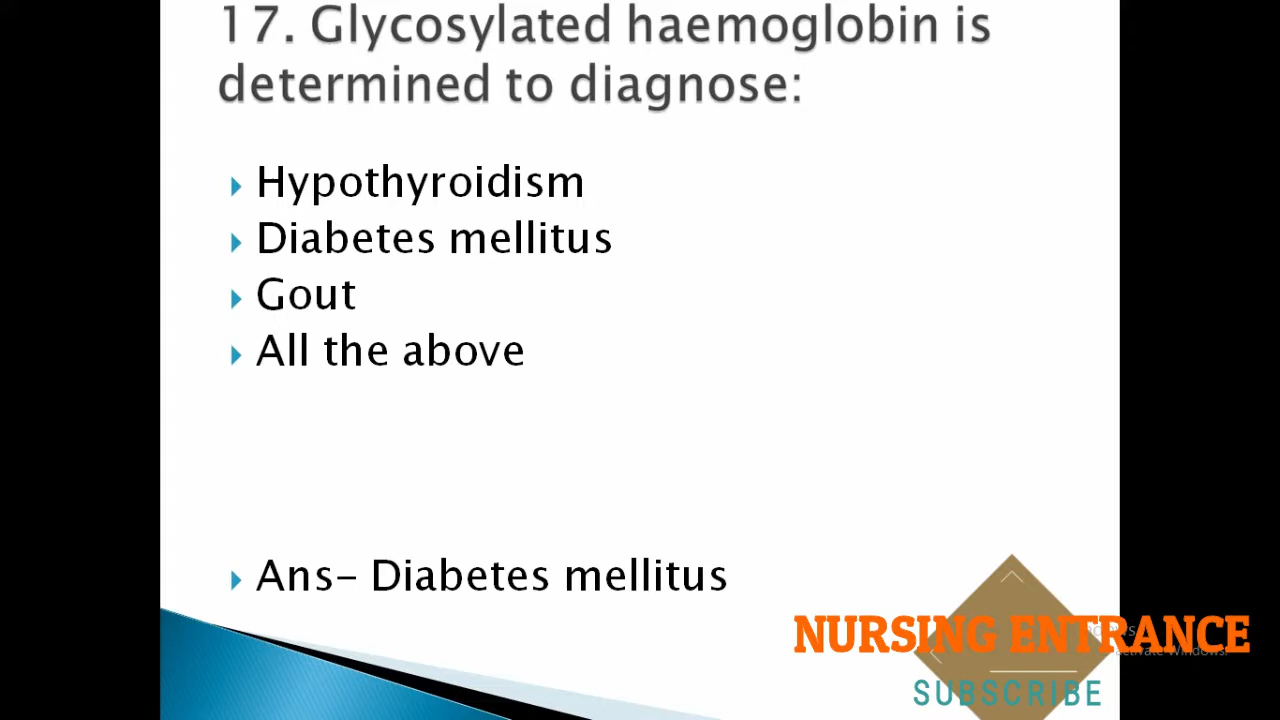 17. Glycosylated haemoglobin is
determined to diagnose:
Hypothyroidism
Diabetes mellitus
Gout
All the above
Ans- Diabetes mellitus
NURSING ENTRANCE
SUBSCRIBE